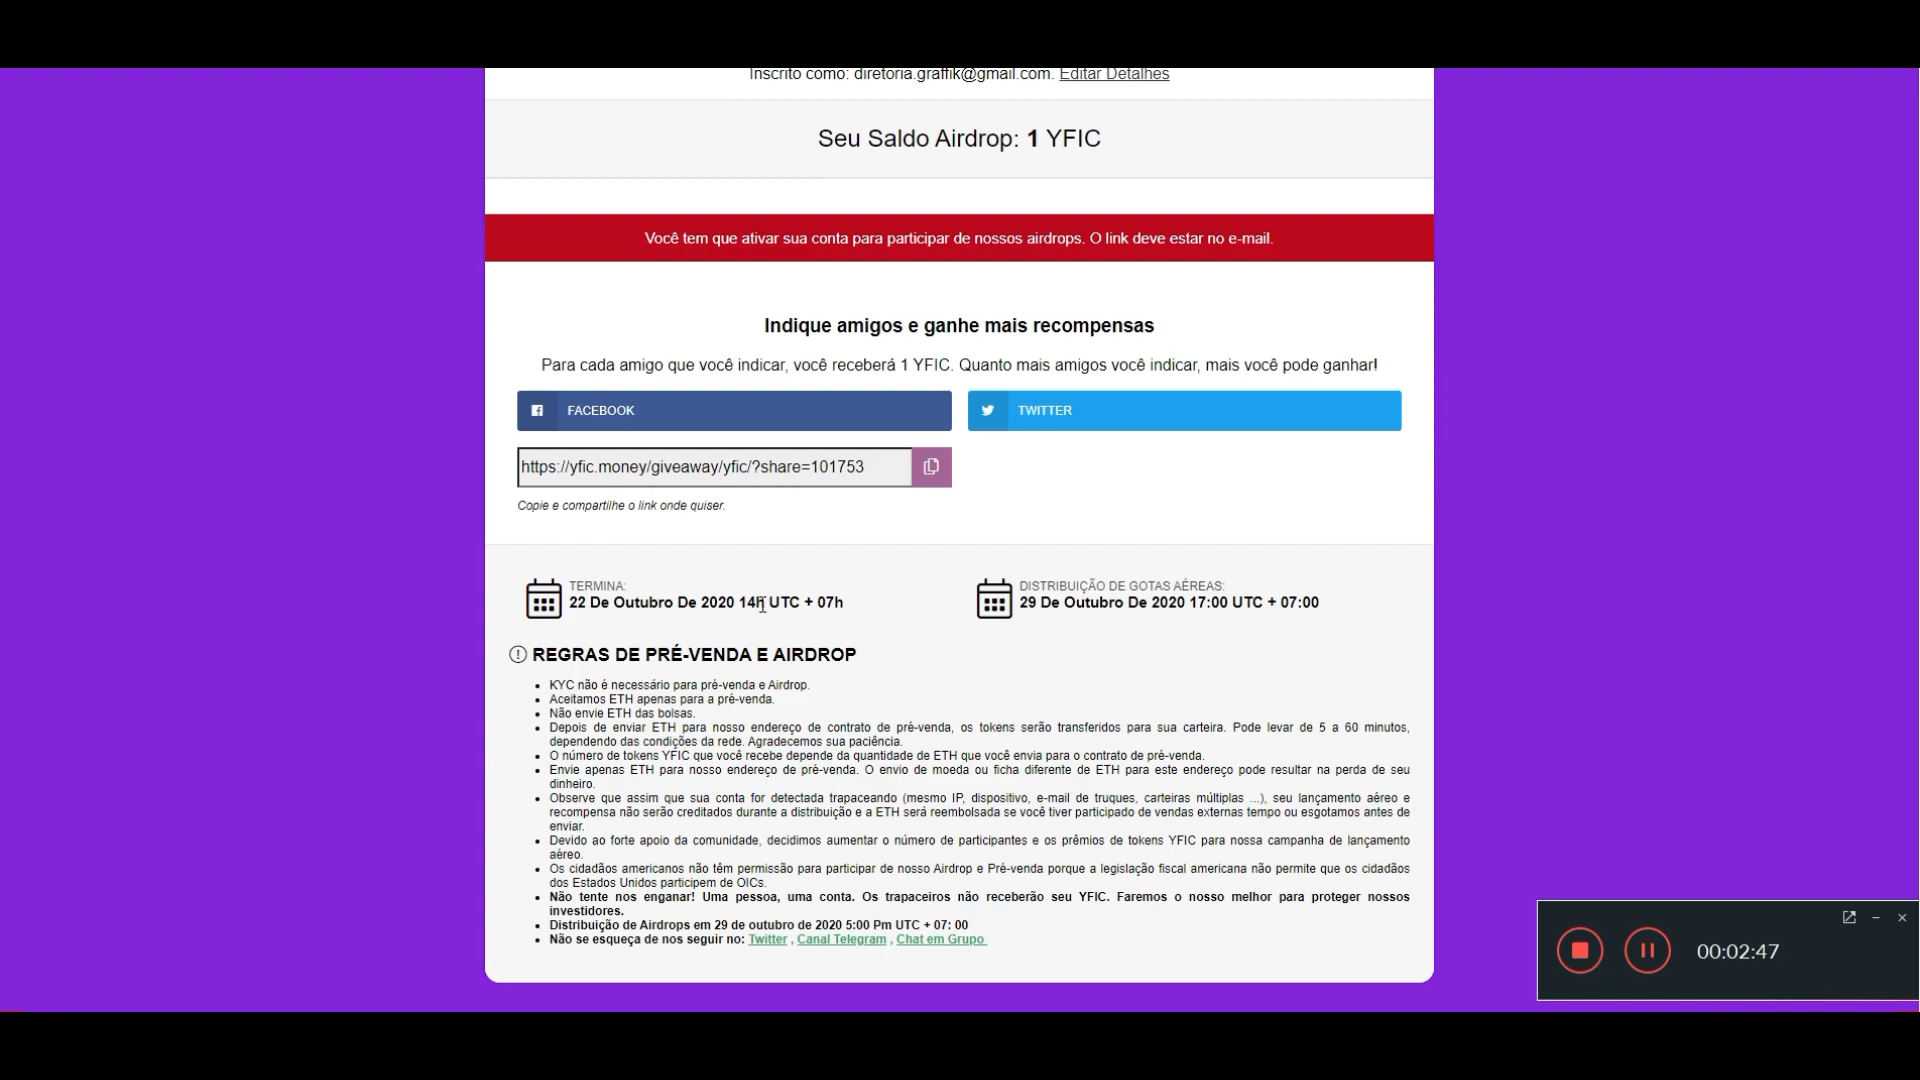 Inscrito como: diretoria.graffik@gmail.com. Editar Detalhes
Seu Saldo Airdrop: 1 YFIC
Você tem que ativar sua conta para participar de nossos airdrops. O link deve estar no e-mail.
Indique amigos e ganhe mais recompensas
Para cada amigo que você indicar, você receberá 1 YFIC. Quanto mais amigos você indicar, mais você pode ganhar!
FACEBOOK
TWITTER
https://yfic.money/giveaway/yfic/?share=101753
Copie e compartilhe o link onde quiser.
TERMINA:
22 De Outubro De 2020 14h UTC + 07h
DISTRIBUIÇÃO DE GOTAS AÉREAS:
29 De Outubro De 2020 17:00 UTC + 07:00
REGRAS DE PRÉ-VENDA E AIRDROP
• KYC não é necessário para pré-venda e Airdrop.
• Aceitamos ETH apenas para a pré-venda.
• Não envie ETH das bolsas.
• Depois de enviar ETH para nosso endereço de contrato de pré-venda, os tokens serão transferidos para sua carteira. Pode levar de 5 a 60 minutos,
dependendo das condições da rede. Agradecemos sua paciência.
• O número de tokens YFIC que você recebe depende da quantidade de ETH que você envia para o contrato de pré-venda.
• Envie apenas ETH para nosso endereço de pré-venda. O envio de moeda ou ficha diferente de ETH para este endereço pode resultar na perda de seu
dinheiro.
• Observe que assim que sua conta for detectada trapaceando (mesmo IP, dispositivo, e-mail de truques, carteiras múltiplas ...), seu lançamento aéreo e
recompensa não serão creditados durante a distribuição e a ETH será reembolsada se você tiver participado de vendas externas tempo ou esgotamos antes de
enviar.
• Devido ao forte apoio da comunidade, decidimos aumentar o número de participantes e os prêmios de tokens YFIC para nossa campanha de lançamento
aéreo.
• Os cidadãos americanos não têm permissão para participar de nosso Airdrop e Pré-venda porque a legislação fiscal americana não permite que os cidadãos
dos Estados Unidos participem de OICs.
• Não tente nos enganar! Uma pessoa, uma conta. Os trapaceiros não receberão seu YFIC. Faremos o nosso melhor para proteger nossos
investidores.
• Distribuição de Airdrops em 29 de outubro de 2020 5:00 Pm UTC + 07: 00
• Não se esqueça de nos seguir no: Twitter , Canal Telegram , Chat em Grupo
00:02:47